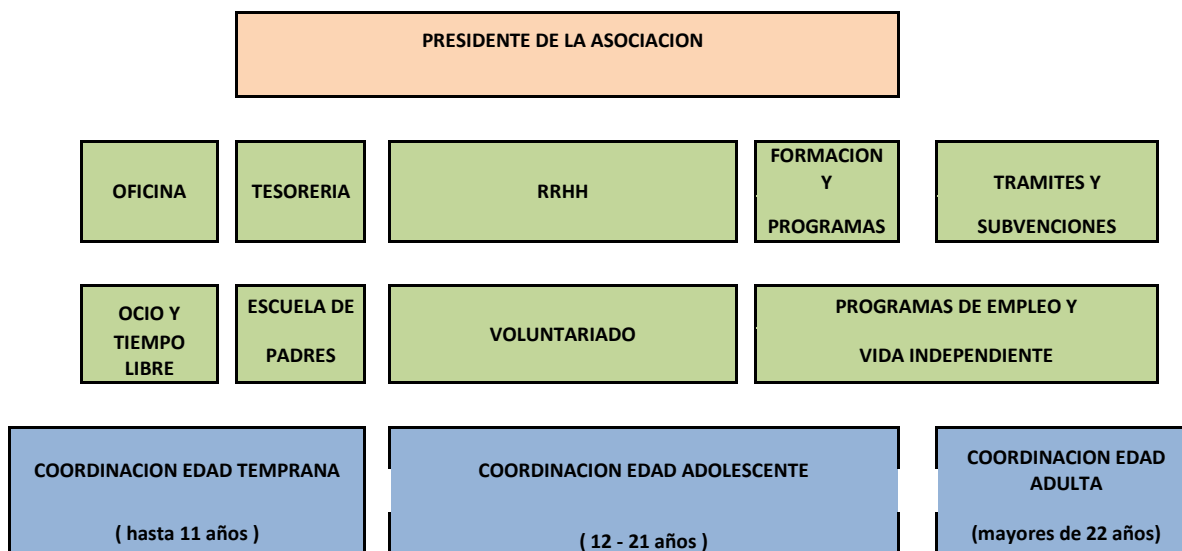 PRESIDENTE DE LA ASOCIACION
OFICINA
TESORERIA
RRHH
FORMACION
Y
PROGRAMAS
TRAMITES Y
SUBVENCIONES
OCIO Y
TIEMPO
LIBRE
ESCUELA DE
PADRES
VOLUNTARIADO
PROGRAMAS DE EMPLEO Y
VIDA INDEPENDIENTE
COORDINACION EDAD TEMPRANA
( hasta 11 años )
COORDINACION EDAD ADOLESCENTE
( 12 - 21 años )
COORDINACION EDAD
ADULTA
(mayores de 22 años)